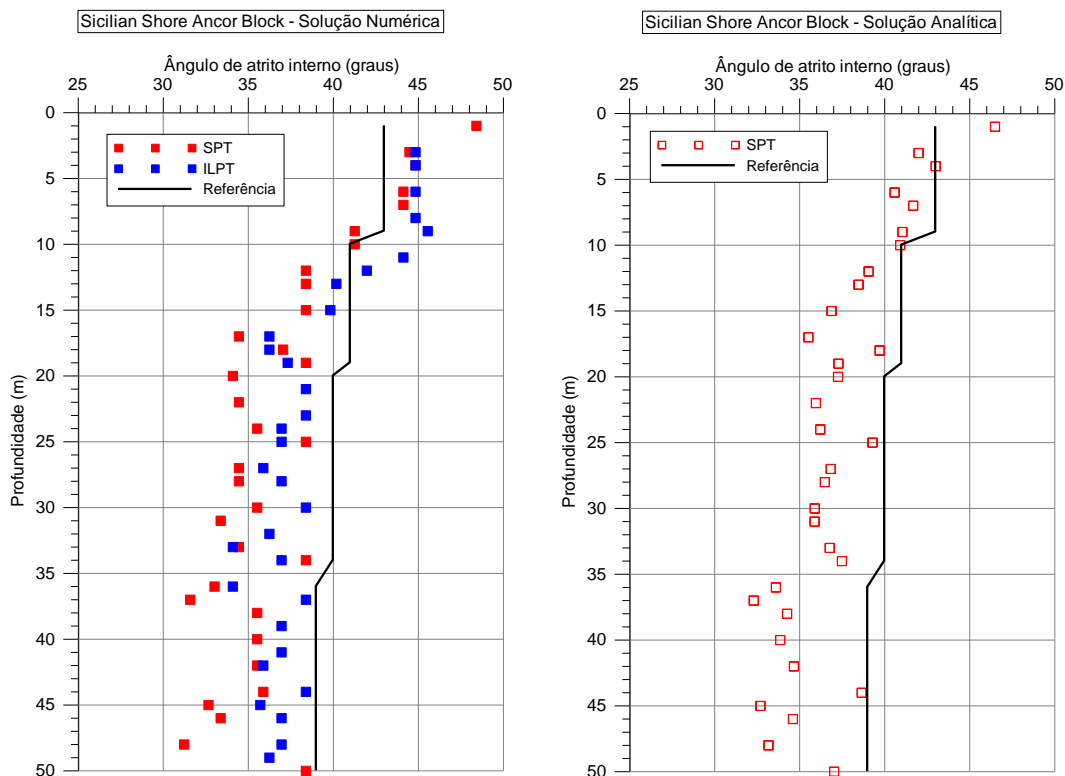 Sicilian Shore Ancor Block - Solução Numérica
Ângulo de atrito interno (graus)
25 30 35 40 45 50
0
5
10
15
20
25
30
35
40
45
50
Profundidade (m)
SPT
ILPT
Referência
Sicilian Shore Ancor Block - Solução Analítica
Ângulo de atrito interno (graus)
25 30 35 40 45 50
0
5
10
15
20
25
30
35
40
45
50
Profundidade (m)
SPT
Referência